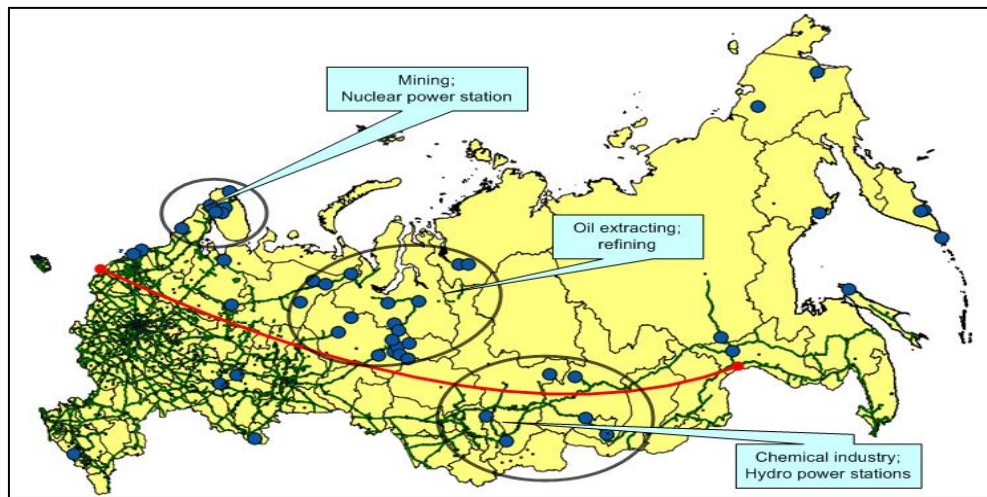 Mining;
Nuclear power station
Oil extracting;
refining
Chemical industry;
Hydro power stations